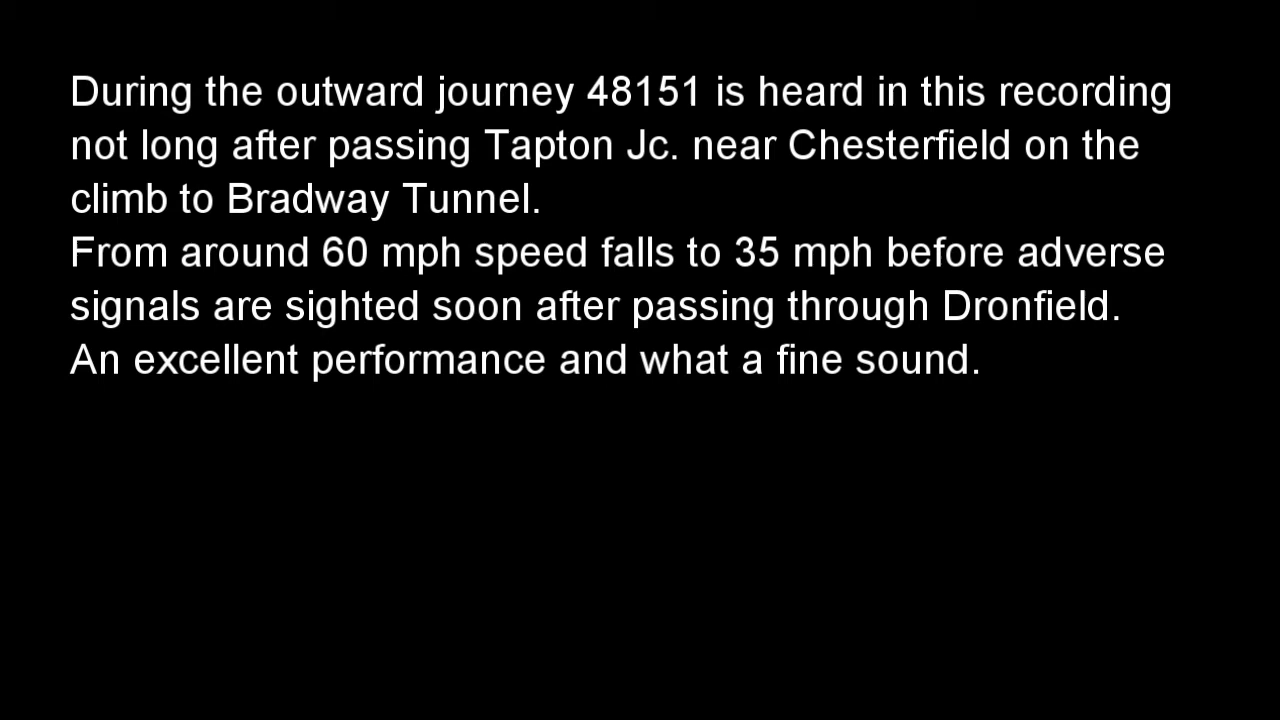 During the outward journey 48151 is heard in this recording
not long after passing Tapton Jc. near Chesterfield on the
climb to Bradway Tunnel.
From around 60 mph speed falls to 35 mph before adverse
signals are sighted soon after passing through Dronfield.
An excellent performance and what a fine sound.